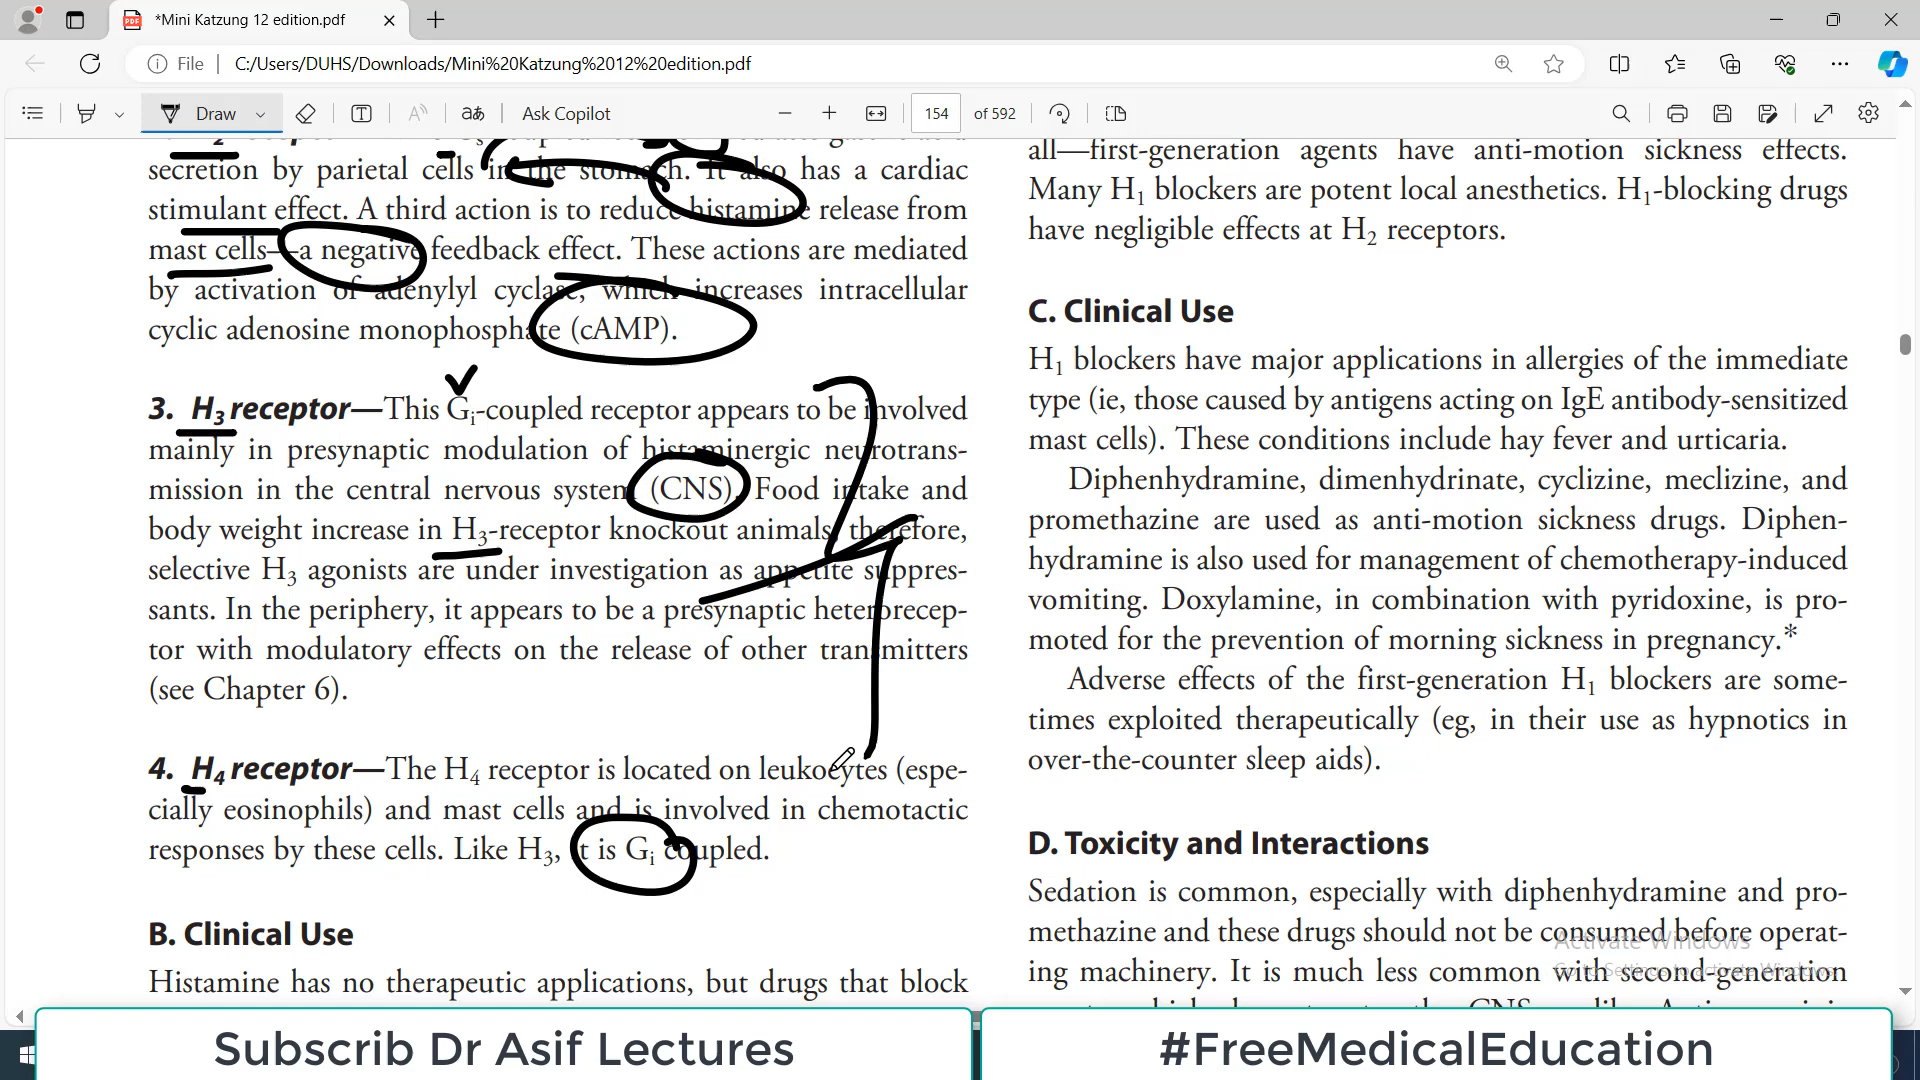 *Mini Katzung 12 edition.pdf
File
C:/Users/DUHS/Downloads/Mini%20Katzung%2012%20edition.pdf
Draw
Ask Copilot
154 of 592
secretion by parietal cells in the stomach. It also has a cardiac
stimulant effect. A third action is to reduce histamine release from
mast cells—a negative feedback effect. These actions are mediated
by activation of adenylyl cyclase, which increases intracellular
cyclic adenosine monophosphate (cAMP).
3. H3 receptor—This Gi-coupled receptor appears to be involved
mainly in presynaptic modulation of histaminergic neurotrans-
mission in the central nervous system (CNS). Food intake and
body weight increase in H3-receptor knockout animals; therefore,
selective H3 agonists are under investigation as appetite suppres-
sants. In the periphery, it appears to be a presynaptic heterorecep-
tor with modulatory effects on the release of other transmitters
(see Chapter 6).
4. H4 receptor—The H4 receptor is located on leukocytes (espe-
cially eosinophils) and mast cells and is involved in chemotactic
responses by these cells. Like H3, it is Gi coupled.
B. Clinical Use
Histamine has no therapeutic applications, but drugs that block
all—first-generation agents have anti-motion sickness effects.
Many H1 blockers are potent local anesthetics. H1-blocking drugs
have negligible effects at H2 receptors.
C. Clinical Use
H1 blockers have major applications in allergies of the immediate
type (ie, those caused by antigens acting on IgE antibody-sensitized
mast cells). These conditions include hay fever and urticaria.
Diphenhydramine, dimenhydrinate, cyclizine, meclizine, and
promethazine are used as anti-motion sickness drugs. Diphen-
hydramine is also used for management of chemotherapy-induced
vomiting. Doxylamine, in combination with pyridoxine, is pro-
moted for the prevention of morning sickness in pregnancy.*
Adverse effects of the first-generation H1 blockers are some-
times exploited therapeutically (eg, in their use as hypnotics in
over-the-counter sleep aids).
D. Toxicity and Interactions
Sedation is common, especially with diphenhydramine and pro-
methazine and these drugs should not be consumed before operat-
ing machinery. It is much less common with second-generation
Activate Windows
Go to Settings to activate Windows.
Subscrib Dr Asif Lectures
#FreeMedicalEducation